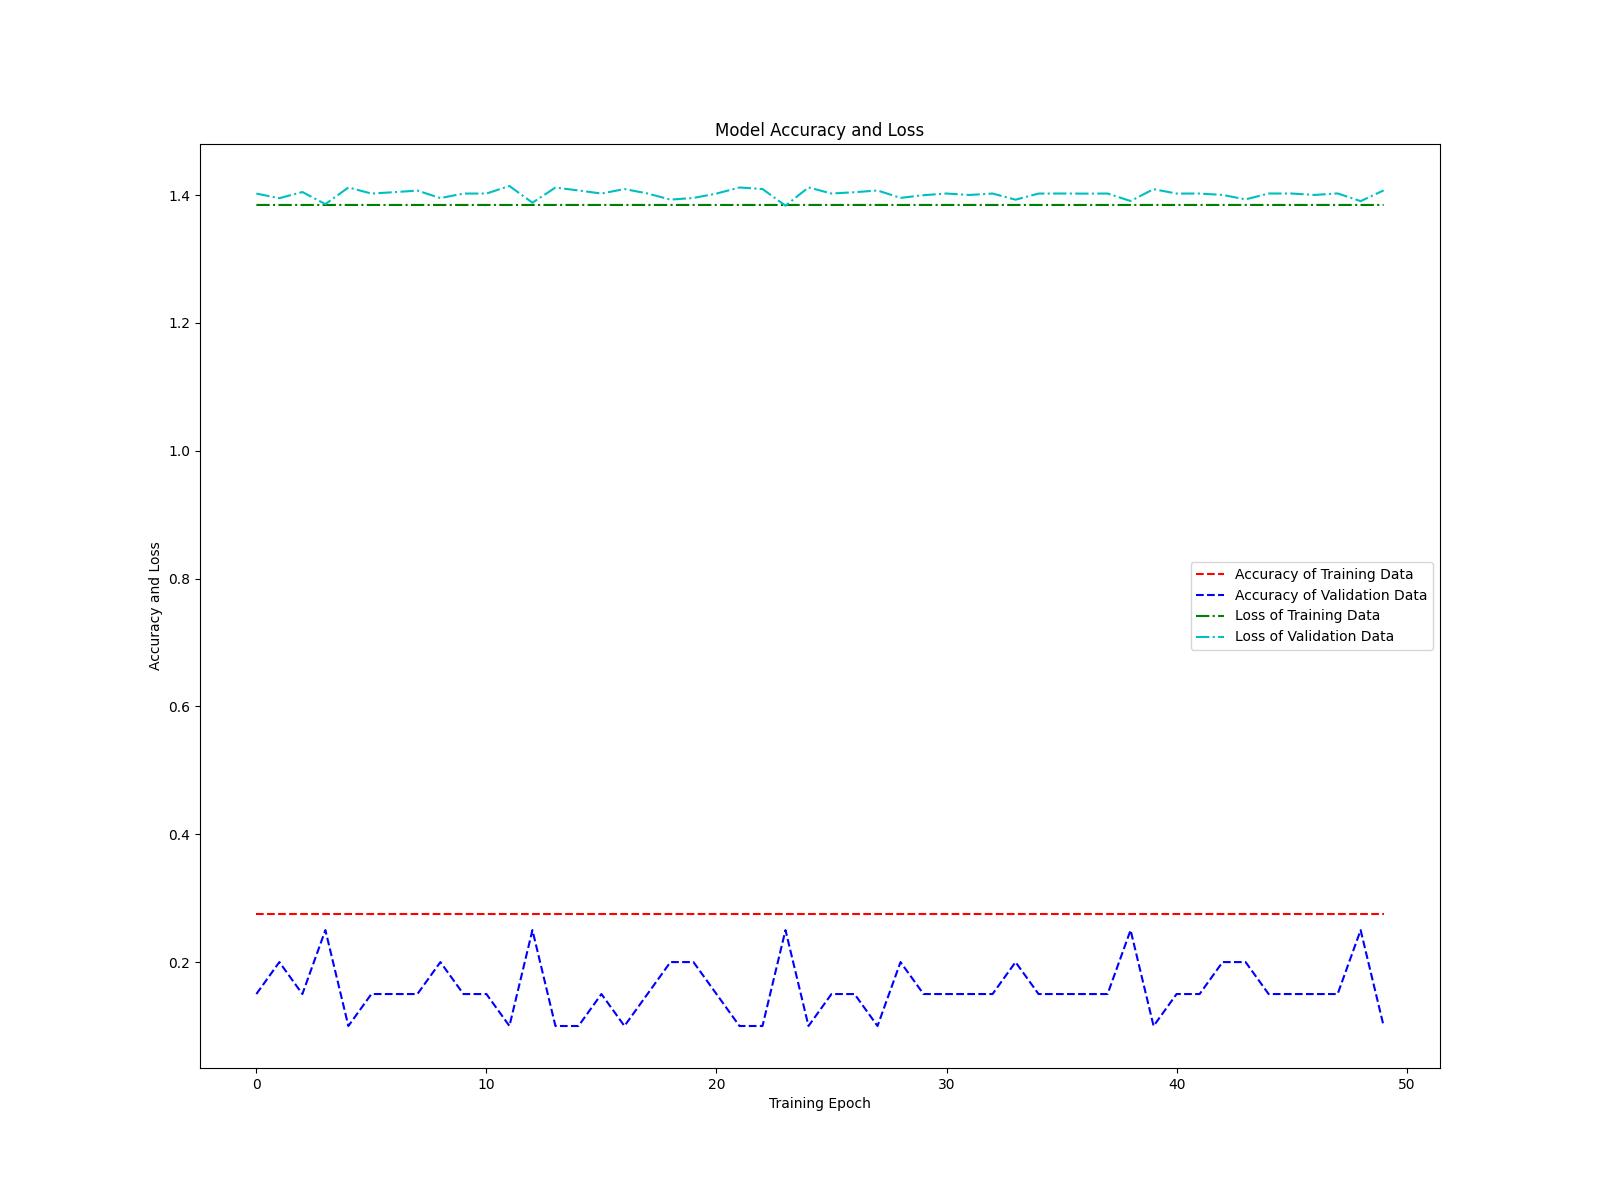 Model Accuracy and Loss
1.4
1.2
1.0
0.8
0.6
0.4
0.2
Accuracy and Loss
Accuracy of Training Data
Accuracy of Validation Data
Loss of Training Data
Loss of Validation Data
0 10 20 30 40 50
Training Epoch